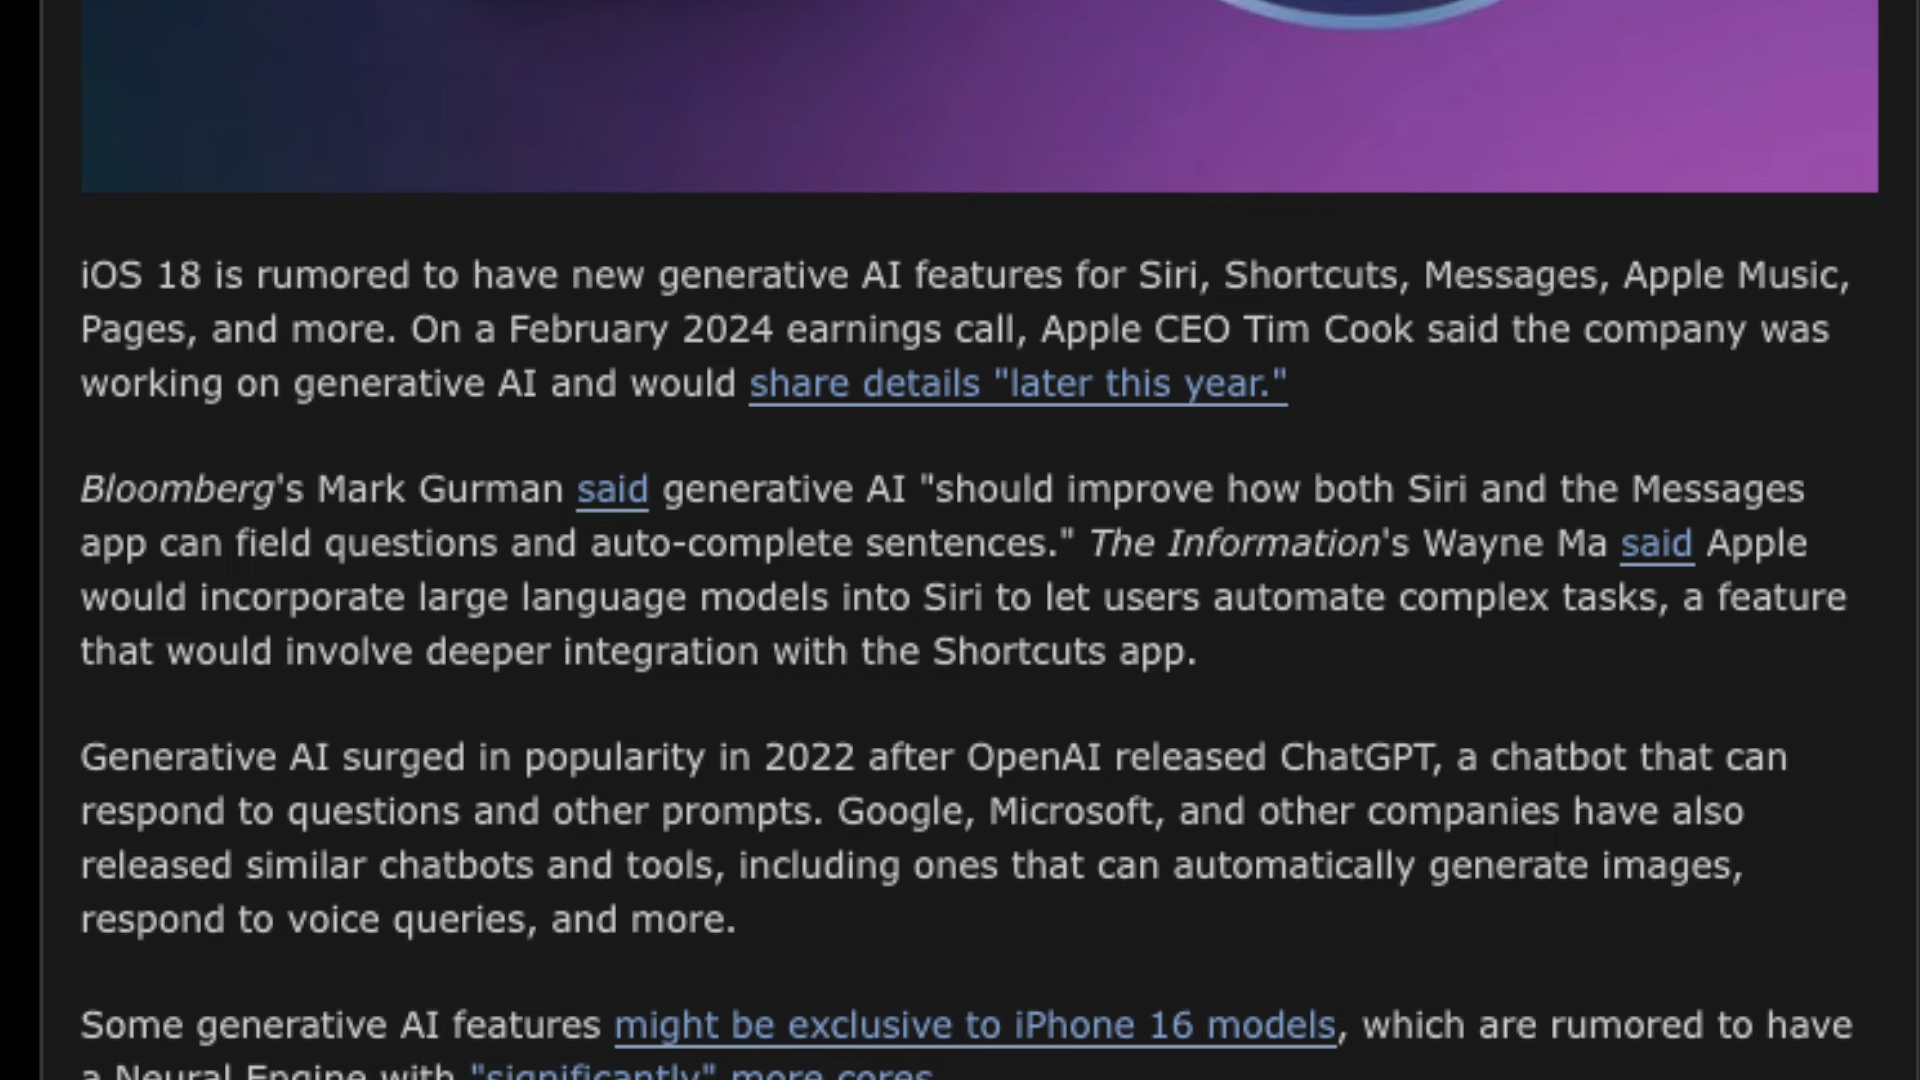 iOS 18 is rumored to have new generative AI features for Siri, Shortcuts, Messages, Apple Music,
Pages, and more. On a February 2024 earnings call, Apple CEO Tim Cook said the company was
working on generative AI and would share details "later this year."
Bloomberg's Mark Gurman said generative AI "should improve how both Siri and the Messages
app can field questions and auto-complete sentences." The Information's Wayne Ma said Apple
would incorporate large language models into Siri to let users automate complex tasks, a feature
that would involve deeper integration with the Shortcuts app.
Generative AI surged in popularity in 2022 after OpenAI released ChatGPT, a chatbot that can
respond to questions and other prompts. Google, Microsoft, and other companies have also
released similar chatbots and tools, including ones that can automatically generate images,
respond to voice queries, and more.
Some generative AI features might be exclusive to iPhone 16 models, which are rumored to have
a Neural Engine with "significantly" more cores.